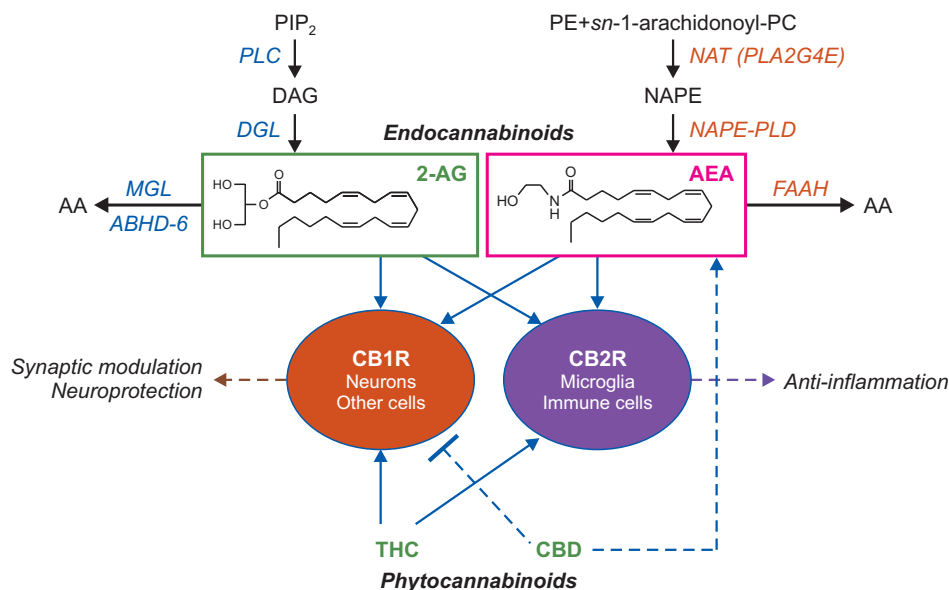 PIP2
PE+sn-1-arachidonoyl-PC
PLC
NAT (PLA2G4E)
DAG
NAPE
DGL
Endocannabinoids
NAPE-PLD
2-AG
AEA
MGL
FAAH
AA
ABHD-6
AA
HO
O
O
HO
HO
O
N
H
CB1R
Neurons
Other cells
CB2R
Microglia
Immune cells
Synaptic modulation
Neuroprotection
Anti-inflammation
THC
CBD
Phytocannabinoids